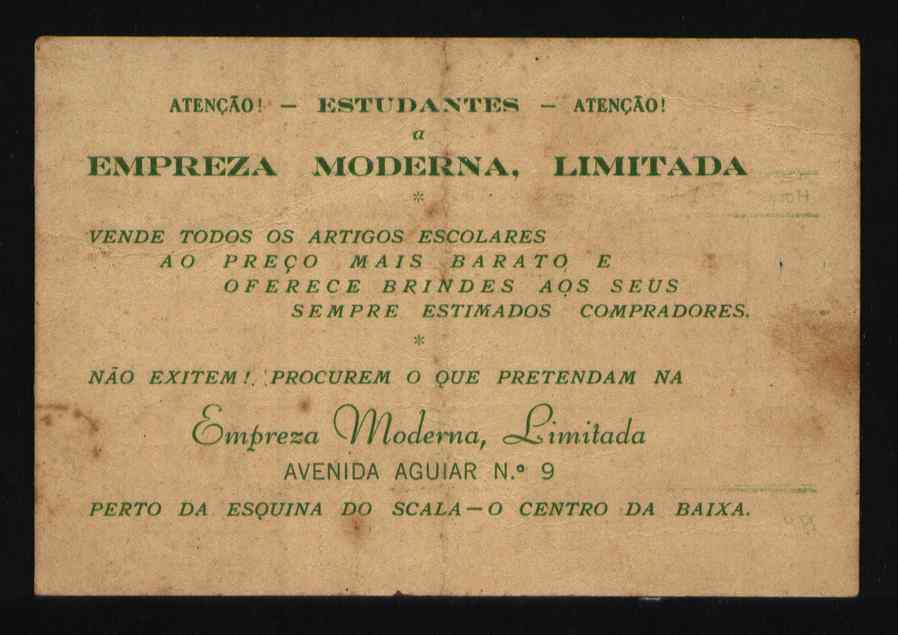 ATENÇÃO! — ESTUDANTES — ATENÇÃO!
a
EMPREZA MODERNA, LIMITADA
*
VENDE TODOS OS ARTIGOS ESCOLARES
AO PREÇO MAIS BARATO E
OFERECE BRINDES AOS SEUS
SEMPRE ESTIMADOS COMPRADORES.
*
NÃO EXITEM! PROCUREM O QUE PRETENDAM NA
Empreza Moderna, Limitada
AVENIDA AGUIAR N.º 9
PERTO DA ESQUINA DO SCALA — O CENTRO DA BAIXA.